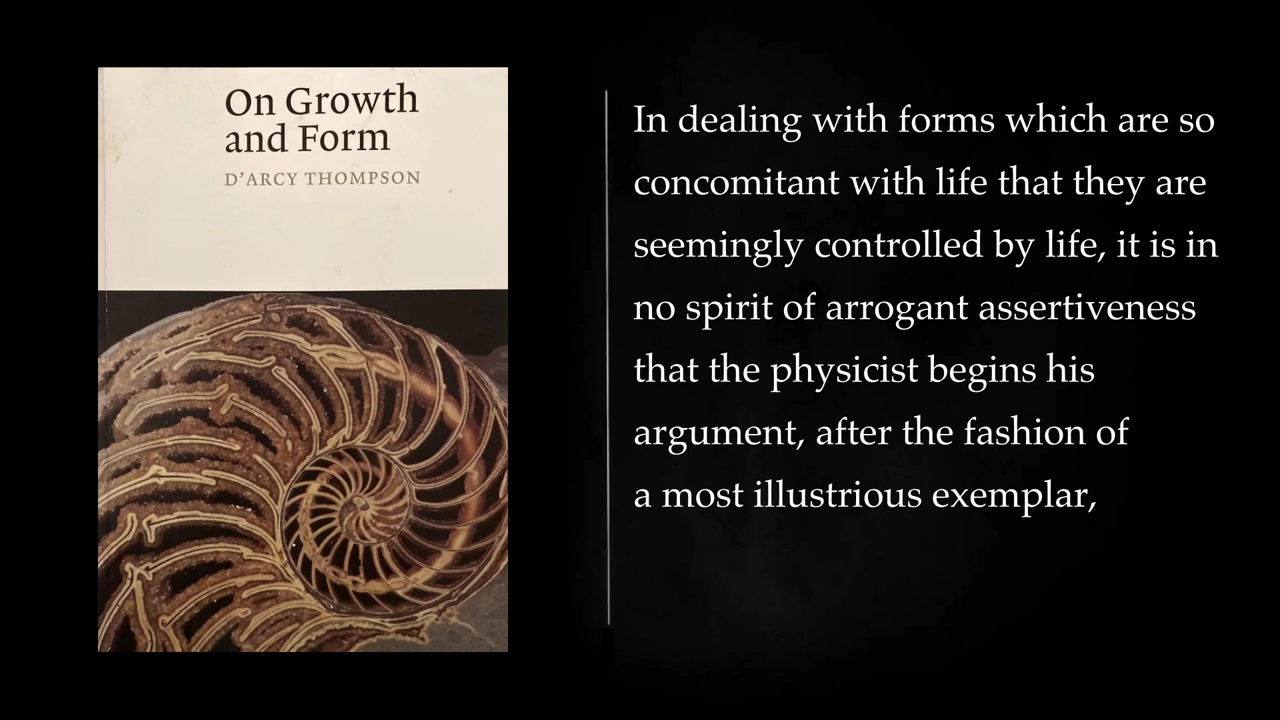 On Growth
and Form
D'ARCY THOMPSON
In dealing with forms which are so
concomitant with life that they are
seemingly controlled by life, it is in
no spirit of arrogant assertiveness
that the physicist begins his
argument, after the fashion of
a most illustrious exemplar,